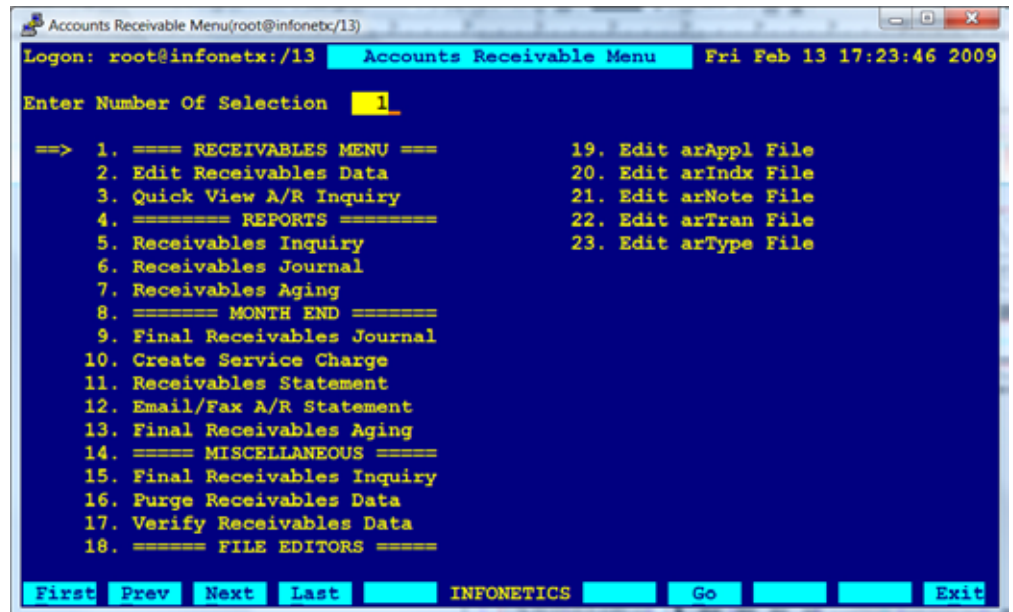 Accounts Receivable Menu(root@infonetx:/13)
Logon: root@infonetx:/13 Accounts Receivable Menu Fri Feb 13 17:23:46 2009
Enter Number Of Selection 1
==> 1. ==== RECEIVABLES MENU ===
2. Edit Receivables Data
3. Quick View A/R Inquiry
4. ======== REPORTS ========
5. Receivables Inquiry
6. Receivables Journal
7. Receivables Aging
8. ======= MONTH END =======
9. Final Receivables Journal
10. Create Service Charge
11. Receivables Statement
12. Email/Fax A/R Statement
13. Final Receivables Aging
14. ===== MISCELLANEOUS =====
15. Final Receivables Inquiry
16. Purge Receivables Data
17. Verify Receivables Data
18. ====== FILE EDITORS =====
19. Edit arAppl File
20. Edit arIndx File
21. Edit arNote File
22. Edit arTran File
23. Edit arType File
First Prev Next Last INFONETICS Go Exit